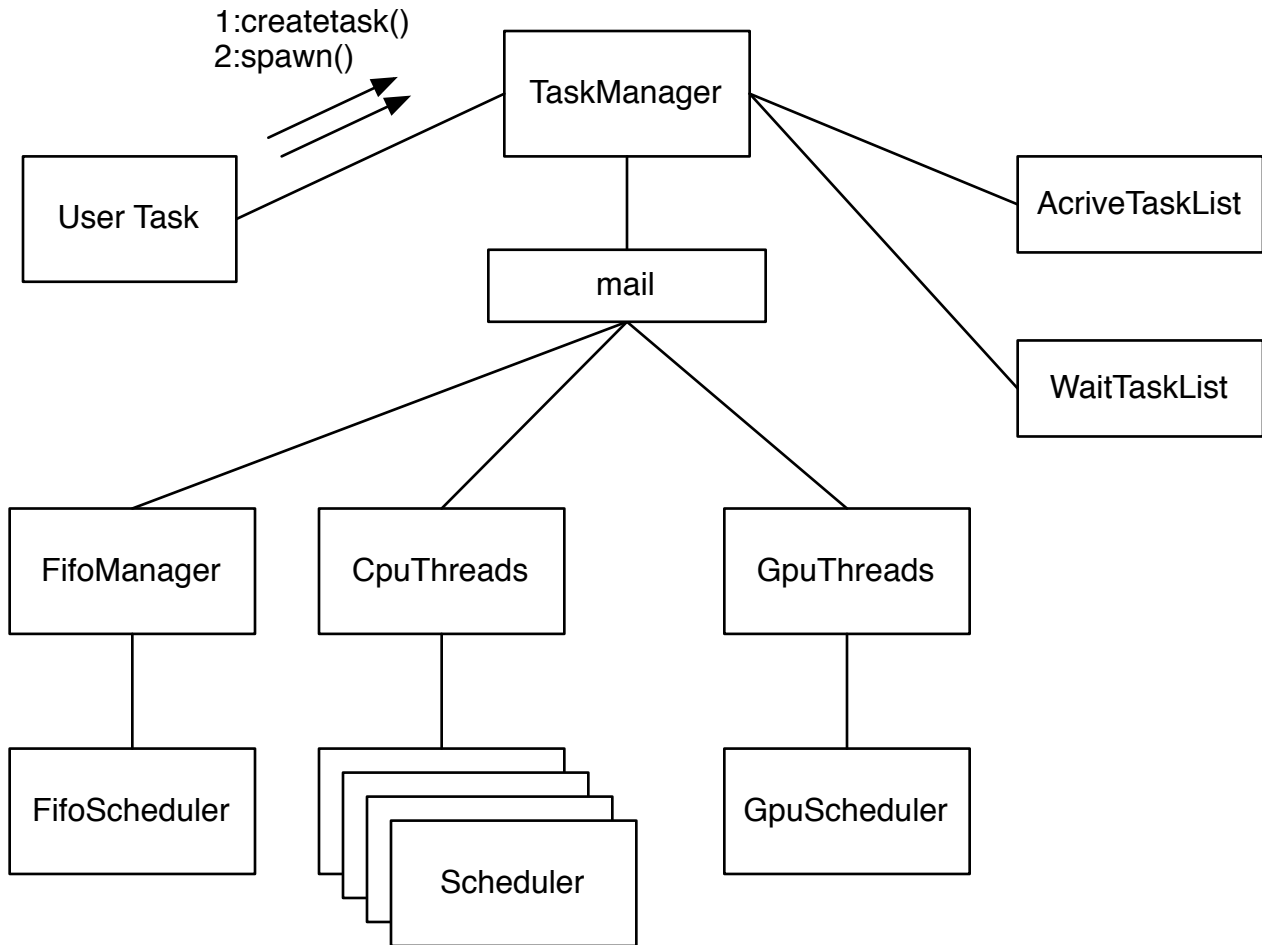 1:createtask()
2:spawn()
TaskManager
User Task
AcriveTaskList
mail
WaitTaskList
FifoManager
CpuThreads
GpuThreads
FifoScheduler
GpuScheduler
Scheduler